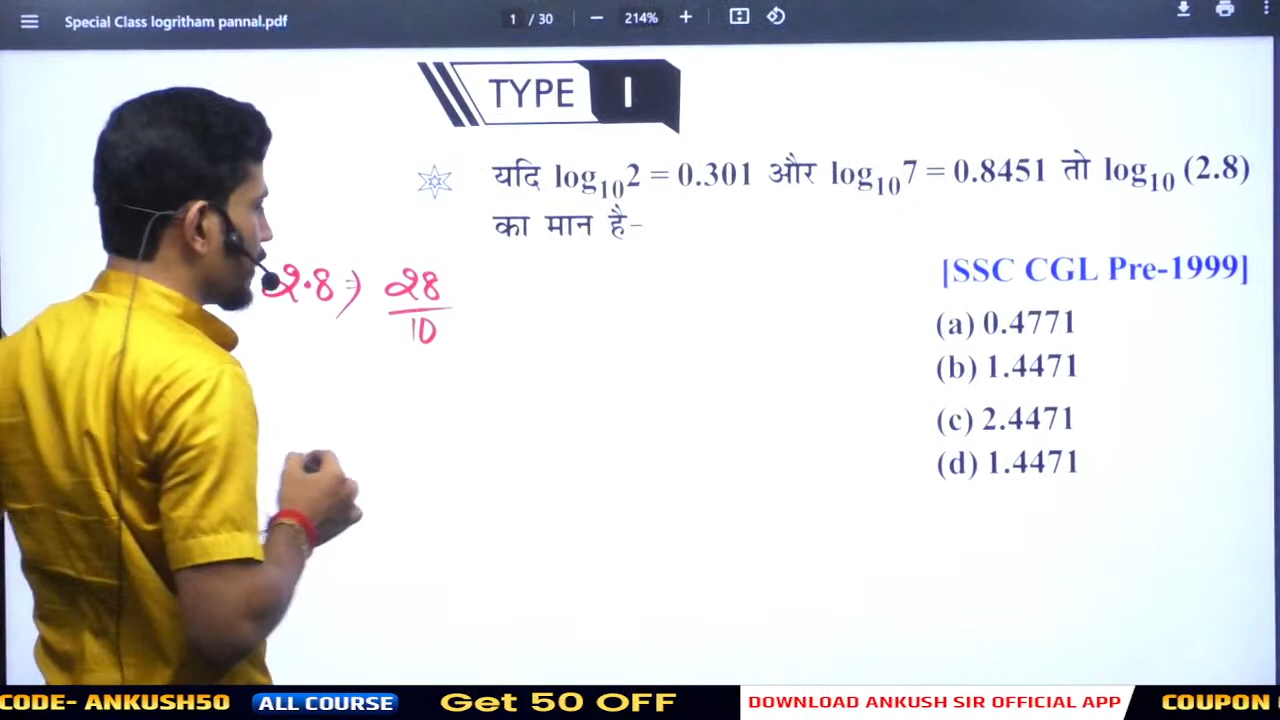 Special Class logritham pannal.pdf
1 / 30
214%
TYPE I
यदि log₁₀2 = 0.301 और log₁₀7 = 0.8451 तो log₁₀ (2.8)
का मान है-
[SSC CGL Pre-1999]
2.8 ⇒ 28/10
(a) 0.4771
(b) 1.4471
(c) 2.4471
(d) 1.4471
CODE- ANKUSH50 ALL COURSE Get 50 OFF DOWNLOAD ANKUSH SIR OFFICIAL APP COUPON